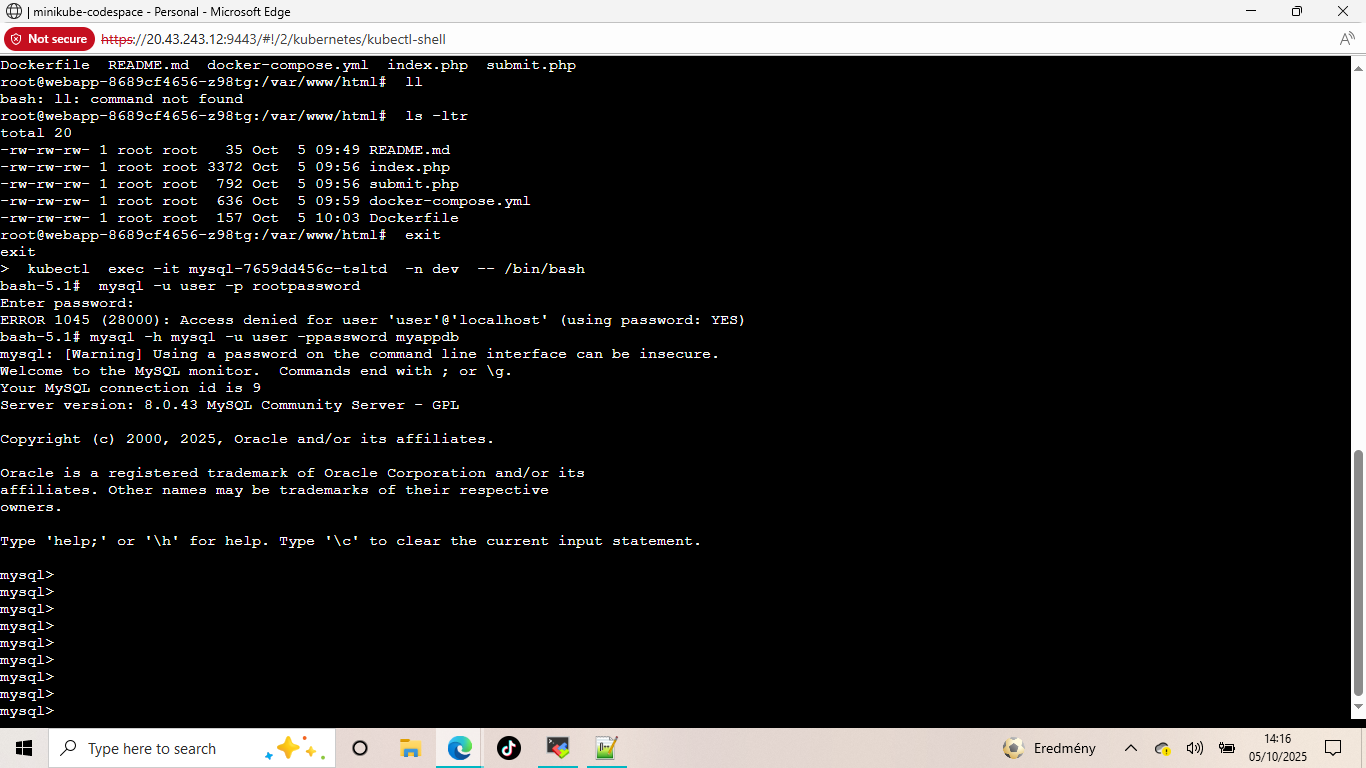 | minikube-codespace - Personal - Microsoft Edge
Not secure https://20.43.243.12:9443/#!/2/kubernetes/kubectl-shell
Dockerfile  README.md  docker-compose.yml  index.php  submit.php
root@webapp-8689cf4656-z98tg:/var/www/html#  ll
bash: ll: command not found
root@webapp-8689cf4656-z98tg:/var/www/html#  ls -ltr
total 20
-rw-rw-rw- 1 root root   35 Oct  5 09:49 README.md
-rw-rw-rw- 1 root root 3372 Oct  5 09:56 index.php
-rw-rw-rw- 1 root root  792 Oct  5 09:56 submit.php
-rw-rw-rw- 1 root root  636 Oct  5 09:59 docker-compose.yml
-rw-rw-rw- 1 root root  157 Oct  5 10:03 Dockerfile
root@webapp-8689cf4656-z98tg:/var/www/html#  exit
exit
>  kubectl  exec -it mysql-7659dd456c-tsltd  -n dev  -- /bin/bash
bash-5.1#  mysql -u user -p rootpassword
Enter password:
ERROR 1045 (28000): Access denied for user 'user'@'localhost' (using password: YES)
bash-5.1# mysql -h mysql -u user -ppassword myappdb
mysql: [Warning] Using a password on the command line interface can be insecure.
Welcome to the MySQL monitor.  Commands end with ; or \g.
Your MySQL connection id is 9
Server version: 8.0.43 MySQL Community Server - GPL
Copyright (c) 2000, 2025, Oracle and/or its affiliates.
Oracle is a registered trademark of Oracle Corporation and/or its
affiliates. Other names may be trademarks of their respective
owners.
Type 'help;' or '\h' for help. Type '\c' to clear the current input statement.
mysql>
mysql>
mysql>
mysql>
mysql>
mysql>
mysql>
mysql>
mysql>
Type here to search
Eredmény
14:16
05/10/2025